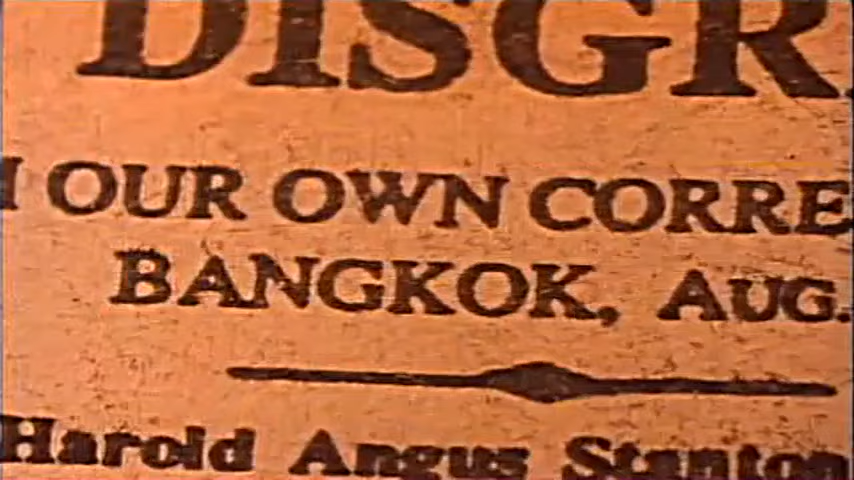 DISGR
OUR OWN CORRE
BANGKOK, AUG.
Harold Angus Stanton